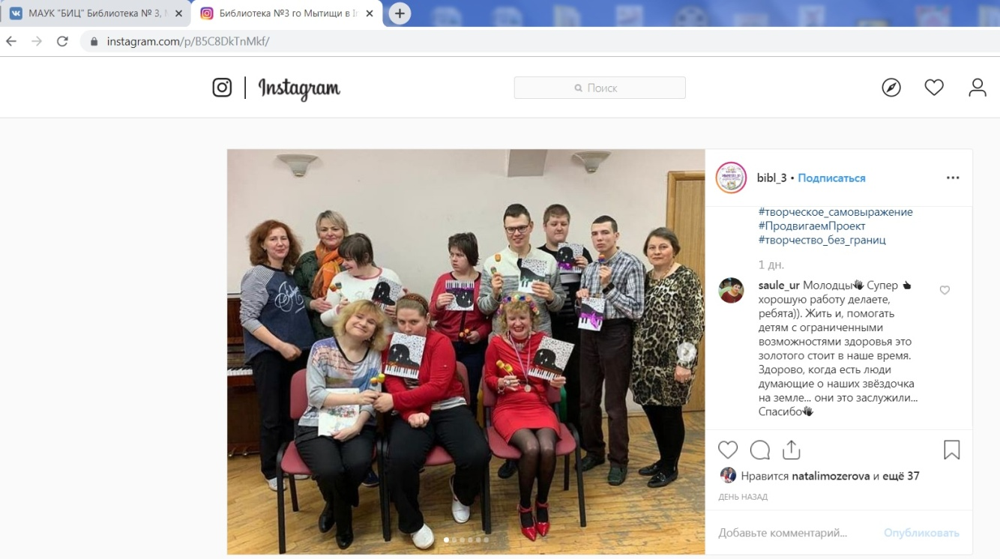 МАУК "БИЦ" Библиотека № 3, М
Библиотека №3 го Мытищи в In
instagram.com/p/B5C8DkTnMkf/
Instagram
Поиск
bibl_3 • Подписаться
#творческое_самовыражение
#ПродвигаемПроект
#творчество_без_границ
1 дн.
saule_ur Молодцы👋 Супер 👍
хорошую работу делаете,
ребята)). Жить и, помогать
детям с ограниченными
возможностями здоровья это
золотого стоит в наше время.
Здорово, когда есть люди
думающие о наших звёздочка
на земле... они это заслужили...
Спасибо👋
Нравится natalimozerova и ещё 37
ДЕНЬ НАЗАД
Добавьте комментарий...
Опубликовать